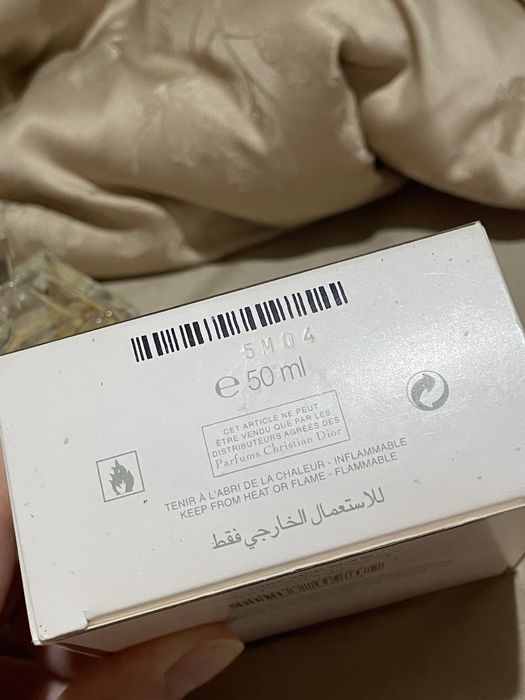 5M04
e 50 ml
CET ARTICLE NE PEUT
ÊTRE VENDU QUE PAR LES
DISTRIBUTEURS AGRÉES DES
Parfums Christian Dior
TENIR À L'ABRI DE LA CHALEUR - INFLAMMABLE
KEEP FROM HEAT OR FLAME - FLAMMABLE
للاستعمال الخارجي فقط